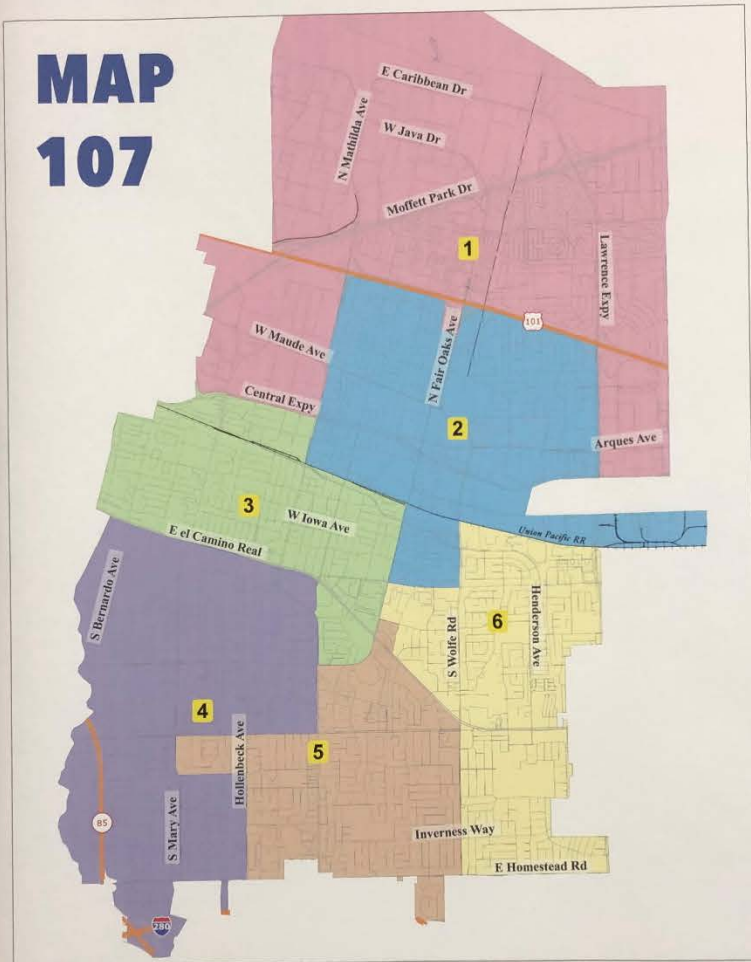 MAP
107
E Caribbean Dr
N Mathilda Ave
W Java Dr
Moffett Park Dr
1
Lawrence Expy
101
W Maude Ave
N Fair Oaks Ave
Central Expy
2
Arques Ave
3
W Iowa Ave
E el Camino Real
Union Pacific RR
S Bernardo Ave
Henderson Ave
6
S Wolfe Rd
4
Hollenbeck Ave
5
85
S Mary Ave
Inverness Way
E Homestead Rd
280